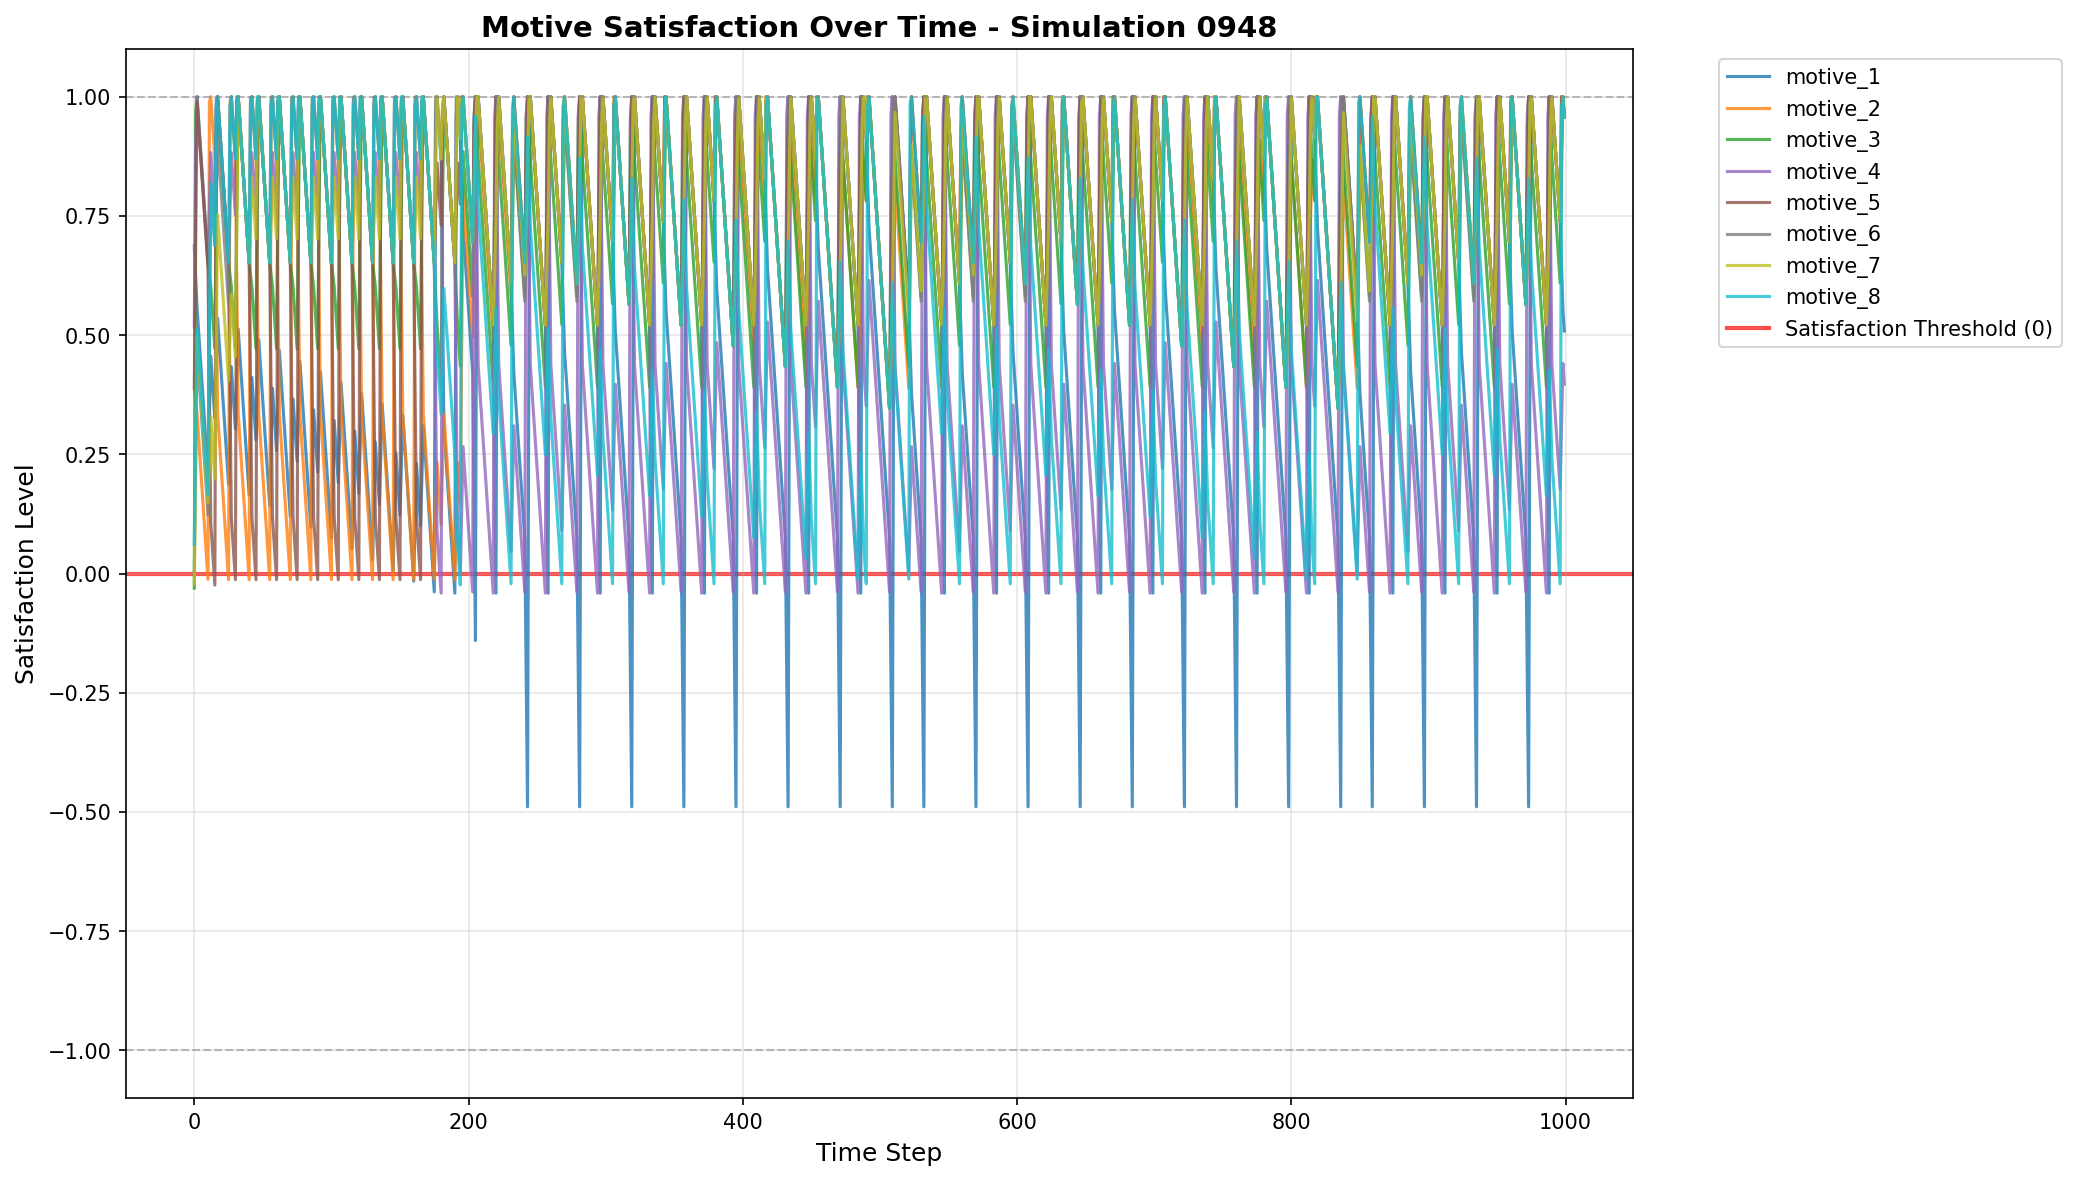 Motive Satisfaction Over Time - Simulation 0948
Satisfaction Level
1.00
0.75
0.50
0.25
0.00
−0.25
−0.50
−0.75
−1.00
0
200
400
600
800
1000
Time Step
motive_1
motive_2
motive_3
motive_4
motive_5
motive_6
motive_7
motive_8
Satisfaction Threshold (0)